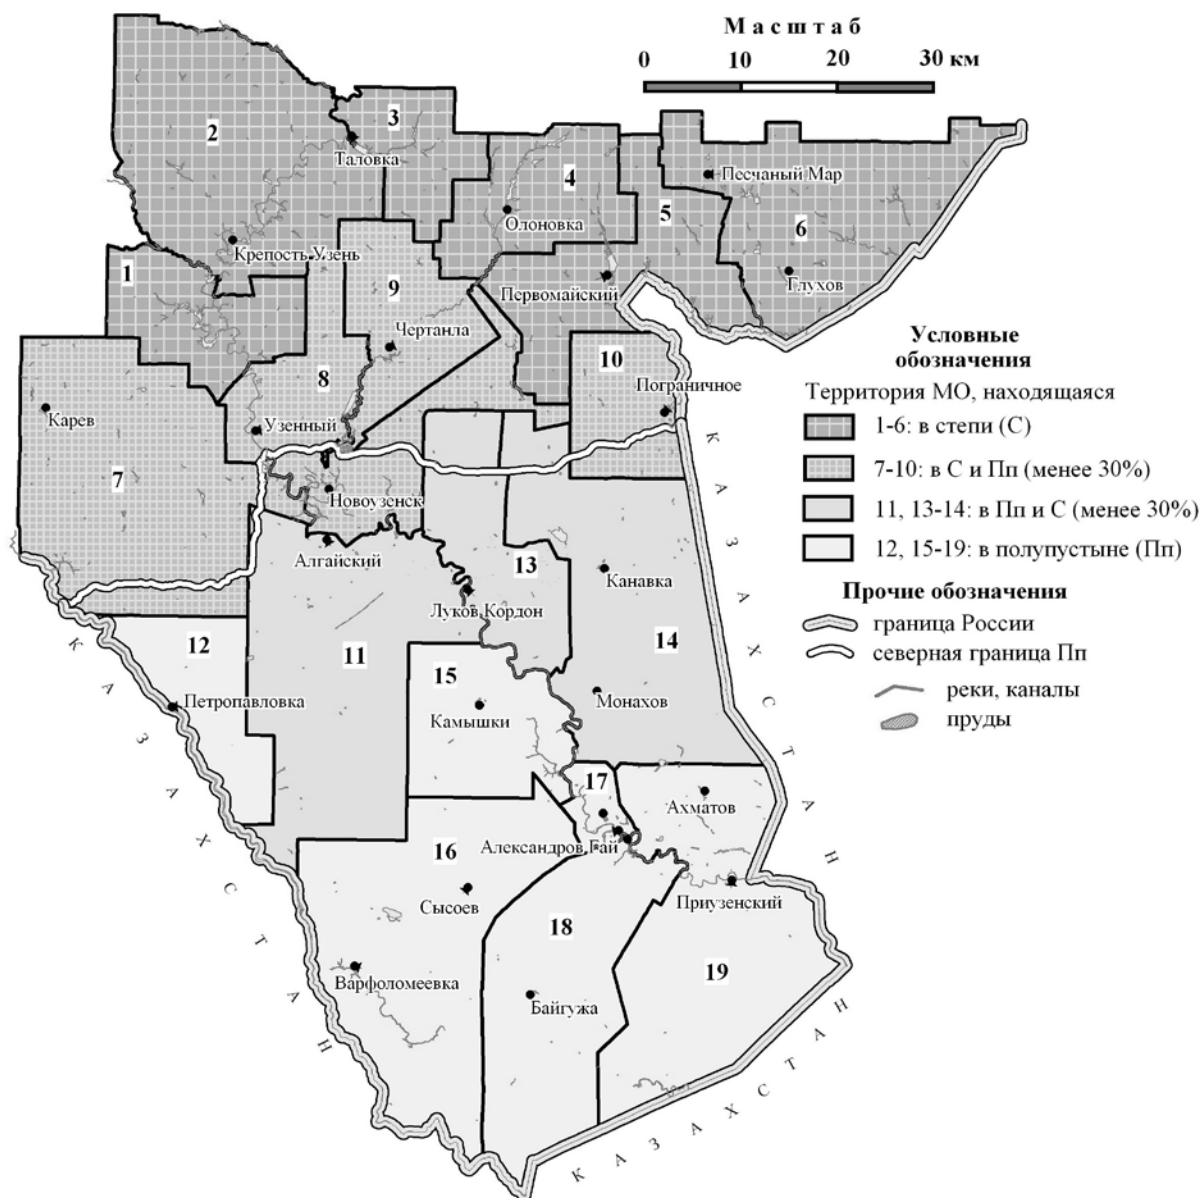 Масштаб
0 10 20 30 км
2
3
Таловка
4
Песчаный Мар
Олоновка
5
6
Крепость Узень
1
9
Первомайский
Глухов
Чертанла
Условные
обозначения
8
10
Пограничное
Территория МО, находящаяся
Карев
Узенный
1-6: в степи (С)
7
7-10: в С и Пп (менее 30%)
Новоузенск
11, 13-14: в Пп и С (менее 30%)
Алгайский
12, 15-19: в полупустыне (Пп)
13
Канавка
Прочие обозначения
Луков Кордон
граница России
12
11
14
северная граница Пп
15
реки, каналы
Петропавловка
Камышки
Монахов
пруды
17
Ахматов
Александров Гай
16
Сысоев
Приузенский
18
19
Варфоломеевка
Байгужа
КАЗАХСТАН
КАЗАХСТАН
КАЗАХСТАН